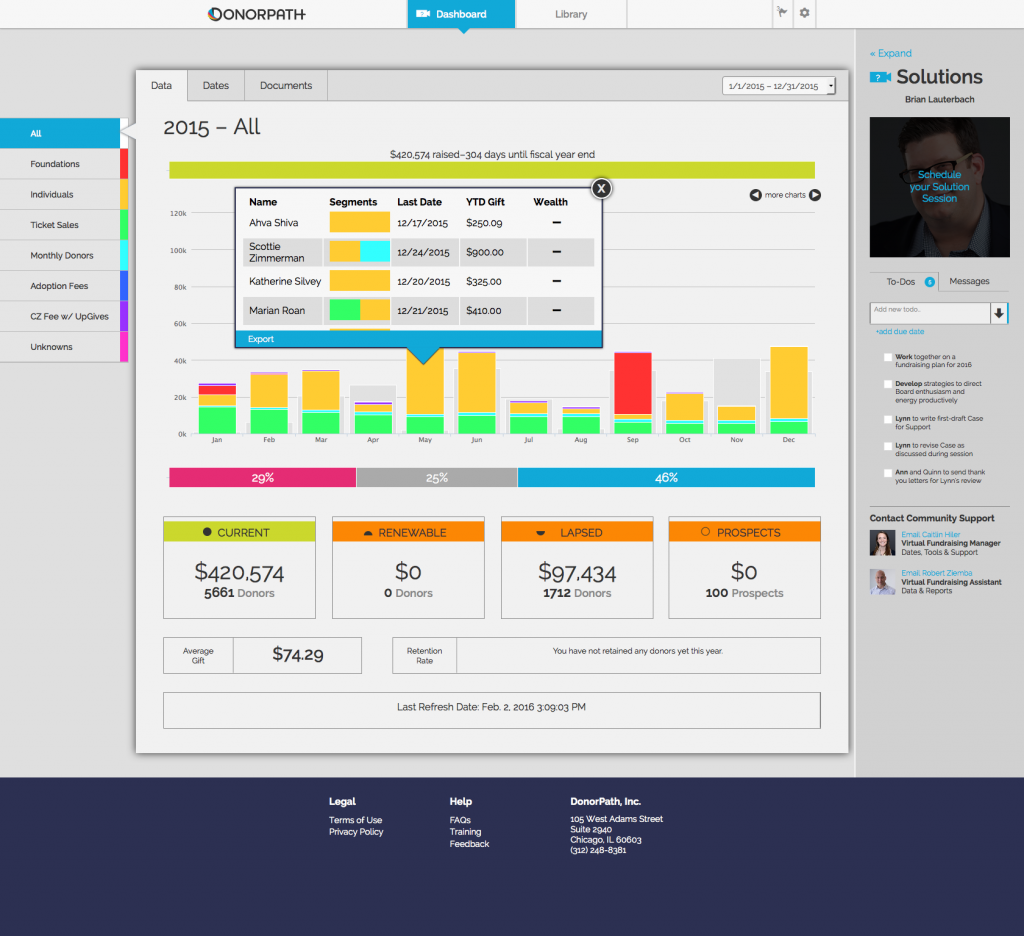 DONORPATH
Dashboard
Library
« Expand
Solutions
Brian Lauterbach
Schedule
your Solution
Session
Data
Dates
Documents
1/1/2015 – 12/31/2015
All
Foundations
Individuals
Ticket Sales
Monthly Donors
Adoption Fees
CZ Fee w/ UpGives
Unknowns
2015 – All
$420,574 raised–304 days until fiscal year end
more charts
X
Name Segments Last Date YTD Gift Wealth
Ahva Shiva 12/17/2015 $250.09 –
Scottie
Zimmerman 12/24/2015 $900.00 –
Katherine Silvey 12/20/2015 $325.00 –
Marian Roan 12/21/2015 $410.00 –
Export
120k
100k
80k
60k
40k
20k
0k
Jan Feb Mar Apr May Jun Jul Aug Sep Oct Nov Dec
29% 25% 46%
CURRENT
$420,574
5661 Donors
RENEWABLE
$0
0 Donors
LAPSED
$97,434
1712 Donors
PROSPECTS
$0
100 Prospects
Average
Gift
$74.29
Retention
Rate
You have not retained any donors yet this year.
Last Refresh Date: Feb. 2, 2016 3:09:03 PM
To-Dos
Messages
Add new todo..
+add due date
Work together on a
fundraising plan for 2016
Develop strategies to direct
Board enthusiasm and
energy productively
Lynn to write first-draft Case
for Support
Lynn to revise Case as
discussed during session
Ann and Quinn to send thank
you letters for Lynn's review
Contact Community Support
Email Caitlin Hiler
Virtual Fundraising Manager
Dates, Tools & Support
Email Robert Ziemba
Virtual Fundraising Assistant
Data & Reports
Legal
Terms of Use
Privacy Policy
Help
FAQs
Training
Feedback
DonorPath, Inc.
105 West Adams Street
Suite 2940
Chicago, IL 60603
(312) 248-8381